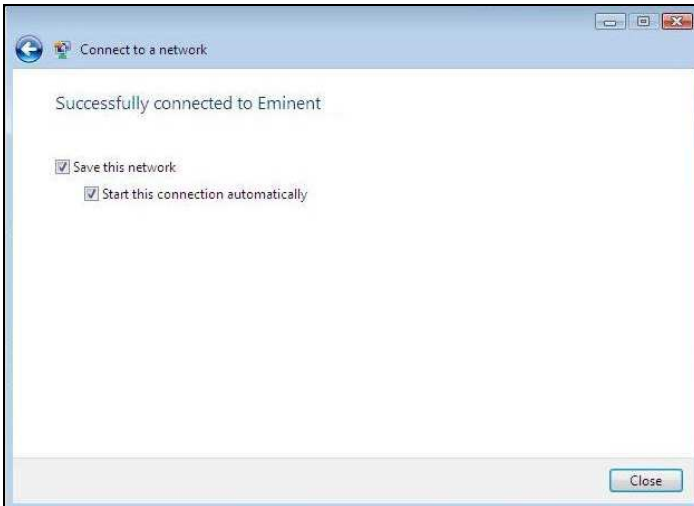 Connect to a network
Successfully connected to Eminent
Save this network
Start this connection automatically
Close